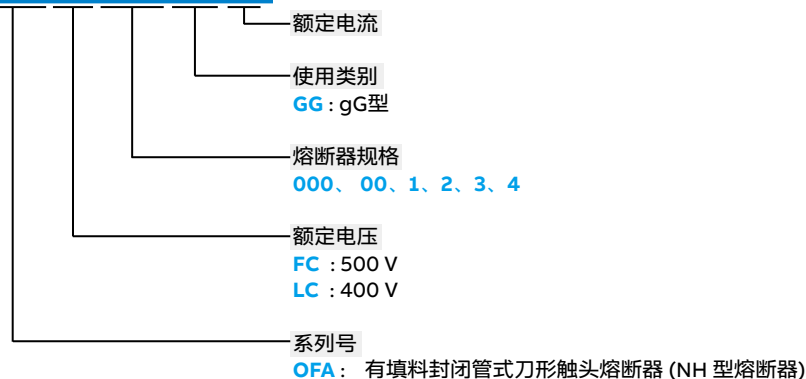 额定电流
使用类别
GG : gG型
熔断器规格
000、 00、1、2、3、4
额定电压
FC : 500 V
LC : 400 V
系列号
OFA : 有填料封闭管式刀形触头熔断器 (NH 型熔断器)